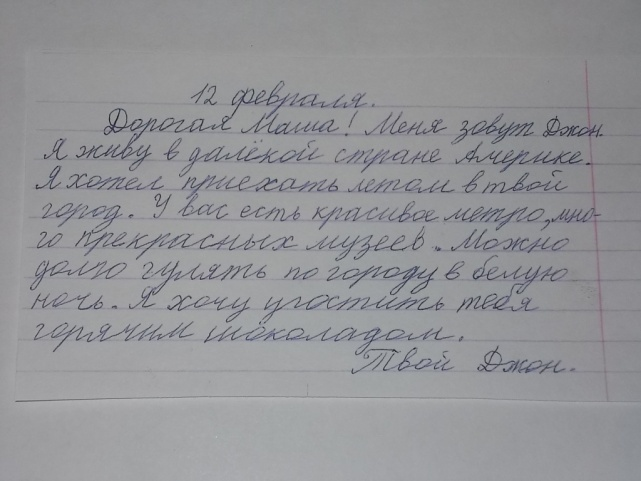 12 февраля.
Дорогая Маша! Меня зовут Джон.
Я живу в далёкой стране Америке.
Я хотел приехать летом в твой
город. У вас есть красивое метро, мно-
го прекрасных музеев. Можно
долго гулять по городу в белую
ночь. Я хочу угостить тебя
горячим шоколадом.
Твой Джон.